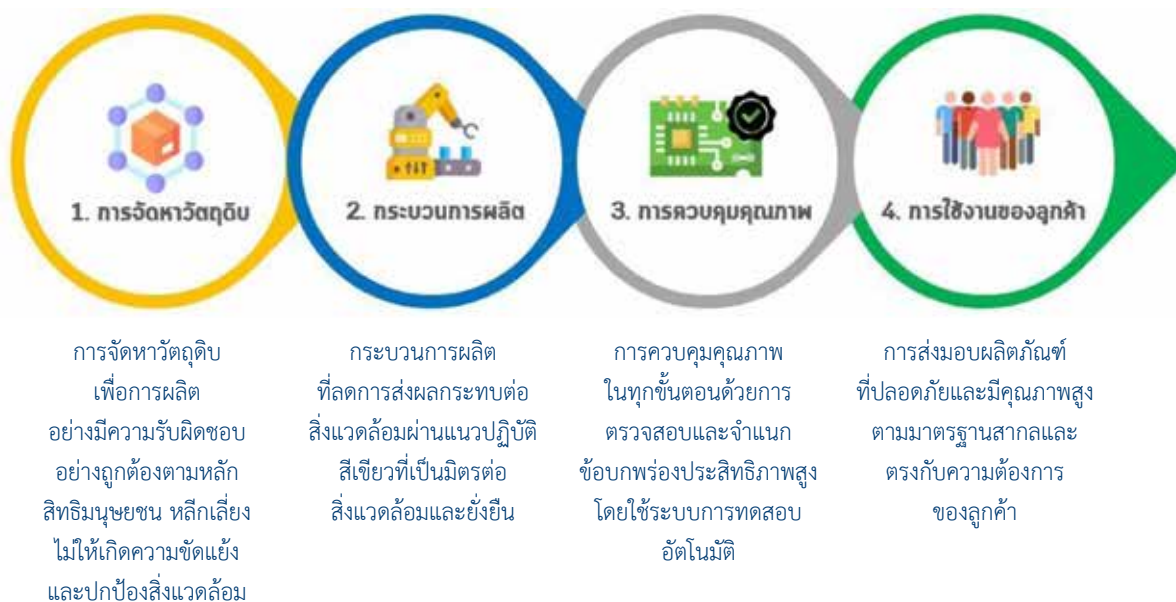 1. การจัดหาวัตถุดิบ
2. กระบวนการผลิต
3. การควบคุมคุณภาพ
4. การใช้งานของลูกค้า
การจัดหาวัตถุดิบ
เพื่อการผลิต
อย่างมีความรับผิดชอบ
อย่างถูกต้องตามหลัก
สิทธิมนุษยชน หลีกเลี่ยง
ไม่ให้เกิดความขัดแย้ง
และปกป้องสิ่งแวดล้อม
กระบวนการผลิต
ที่ลดการส่งผลกระทบต่อ
สิ่งแวดล้อมผ่านแนวปฏิบัติ
สีเขียวที่เป็นมิตรต่อ
สิ่งแวดล้อมและยั่งยืน
การควบคุมคุณภาพ
ในทุกขั้นตอนด้วยการ
ตรวจสอบและจำแนก
ข้อบกพร่องประสิทธิภาพสูง
โดยใช้ระบบการทดสอบ
อัตโนมัติ
การส่งมอบผลิตภัณฑ์
ที่ปลอดภัยและมีคุณภาพสูง
ตามมาตรฐานสากลและ
ตรงกับความต้องการ
ของลูกค้า